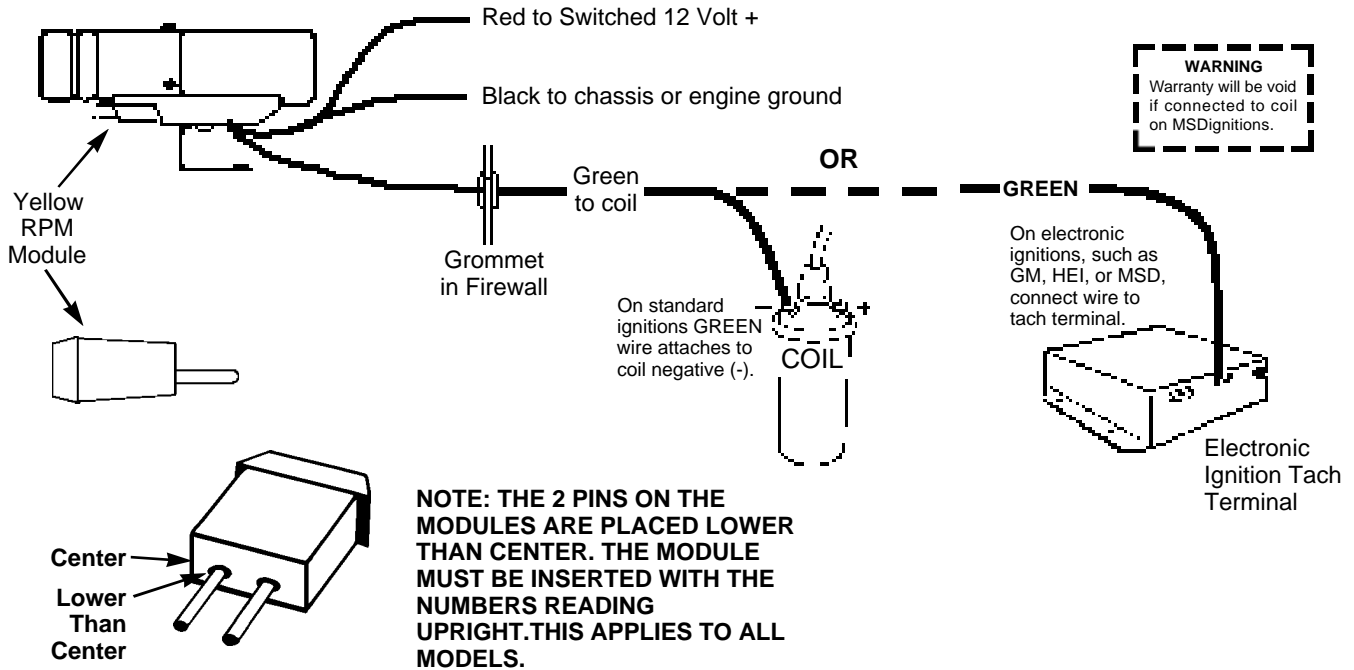 Red to Switched 12 Volt +
Black to chassis or engine ground
WARNING
Warranty will be void
if connected to coil
on MSDignitions.
OR
Yellow
RPM
Module
Green
to coil
GREEN
Grommet
in Firewall
On standard
ignitions GREEN
wire attaches to
coil negative (-).
- +
COIL
On electronic
ignitions, such as
GM, HEI, or MSD,
connect wire to
tach terminal.
Electronic
Ignition Tach
Terminal
Center
Lower
Than
Center
NOTE: THE 2 PINS ON THE
MODULES ARE PLACED LOWER
THAN CENTER. THE MODULE
MUST BE INSERTED WITH THE
NUMBERS READING
UPRIGHT.THIS APPLIES TO ALL
MODELS.